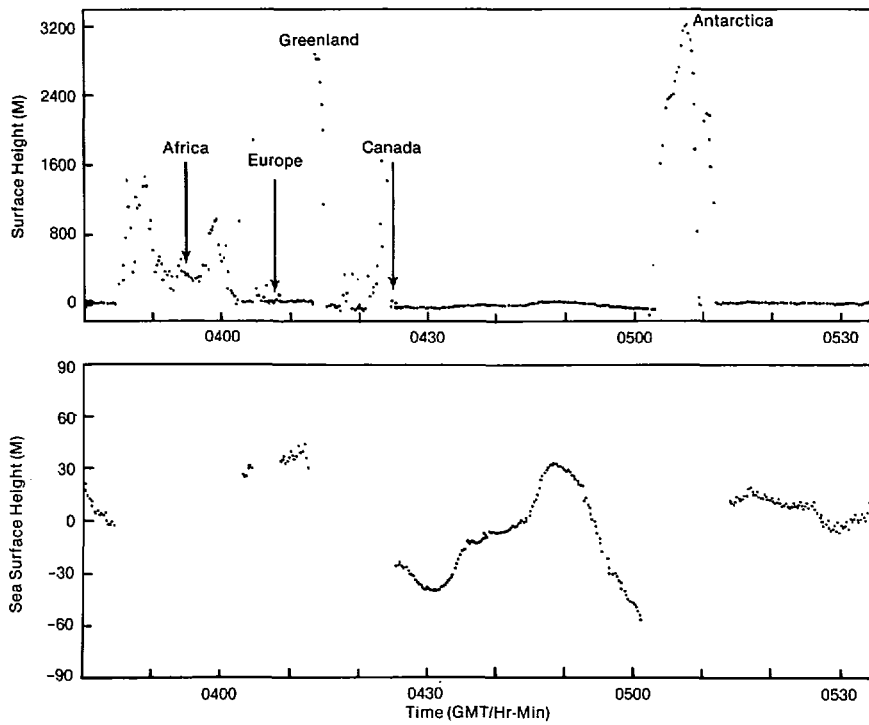 3200
2400
1600
800
0
Surface Height (M)
Greenland
Antarctica
Africa
Europe
Canada
0400
0430
0500
0530
90
60
30
0
-30
-60
-90
Sea Surface Height (M)
0400
0430
0500
0530
Time (GMT/Hr-Min)